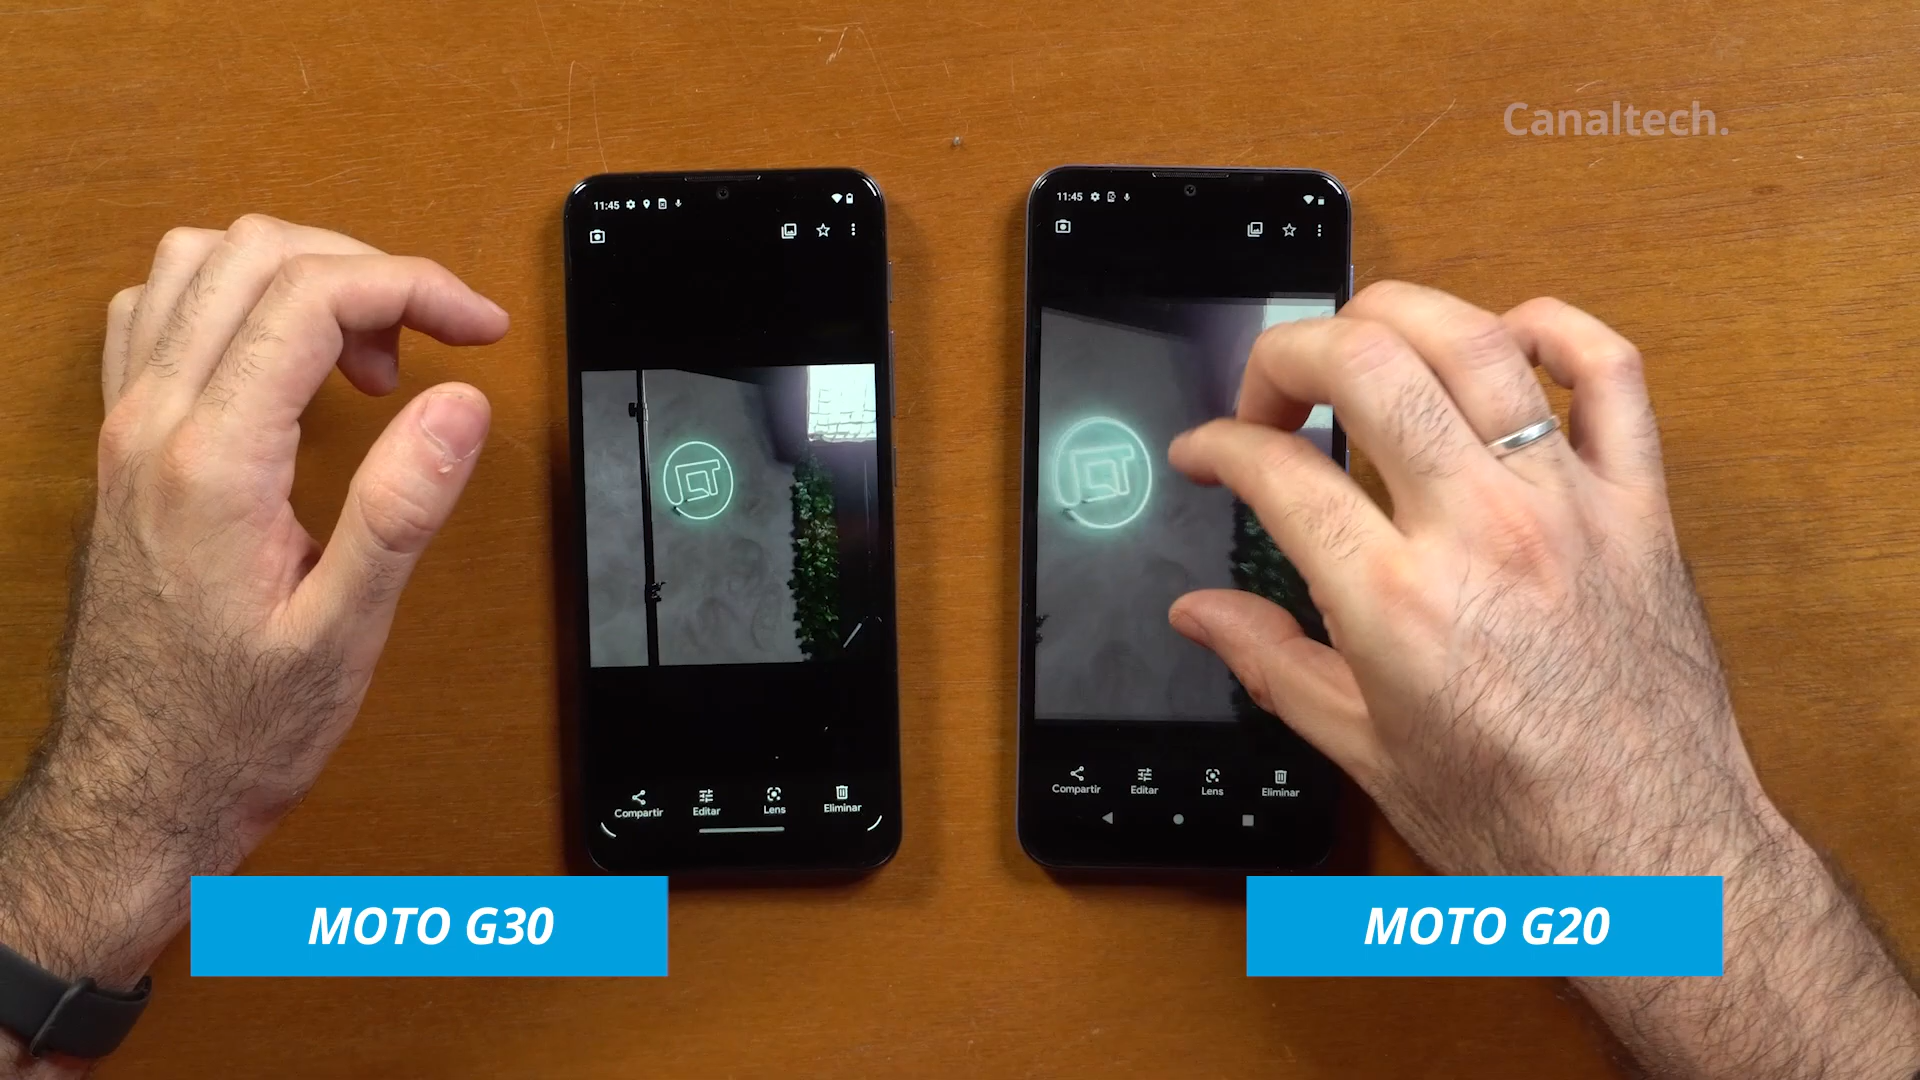 Canaltech.
11:45
Compartir Editar Lens Eliminar
11:45
Compartir Editar Lens Eliminar
MOTO G30
MOTO G20